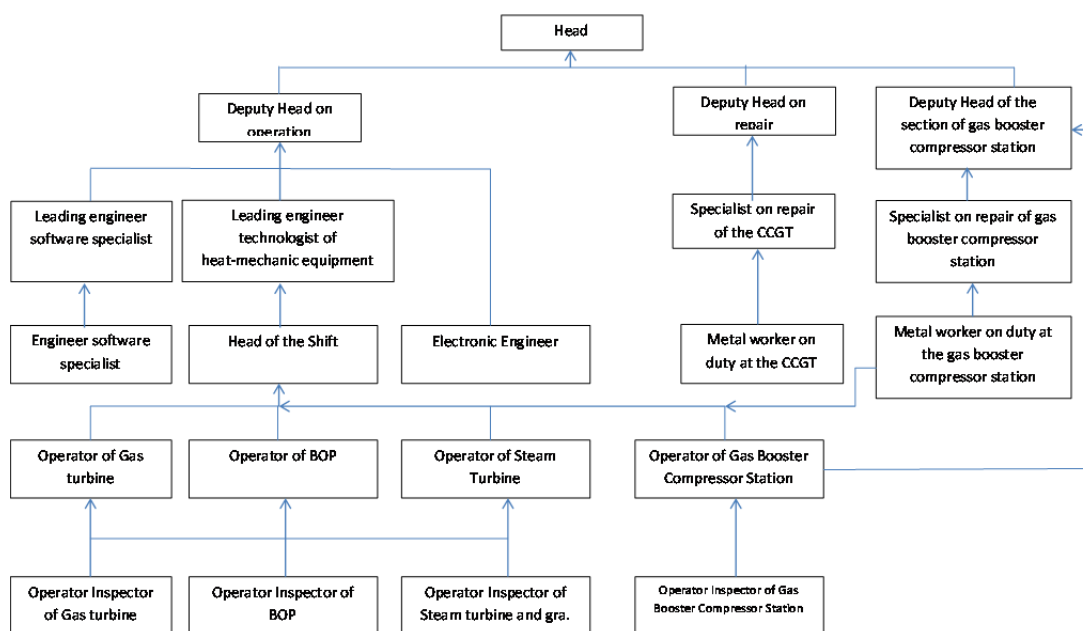 Head
Deputy Head on
operation
Deputy Head on
repair
Deputy Head of the
section of gas booster
compressor station
Leading engineer
software specialist
Leading engineer
technologist of
heat-mechanic equipment
Specialist on repair
of the CCGT
Specialist on repair of gas
booster compressor
station
Engineer software
specialist
Head of the Shift
Electronic Engineer
Metal worker on
duty at the CCGT
Metal worker on duty at
the gas booster
compressor station
Operator of Gas
turbine
Operator of BOP
Operator of Steam
Turbine
Operator of Gas Booster
Compressor Station
Operator Inspector
of Gas turbine
Operator Inspector of
BOP
Operator Inspector of
Steam turbine and gra.
Operator Inspector of Gas
Booster Compressor Station